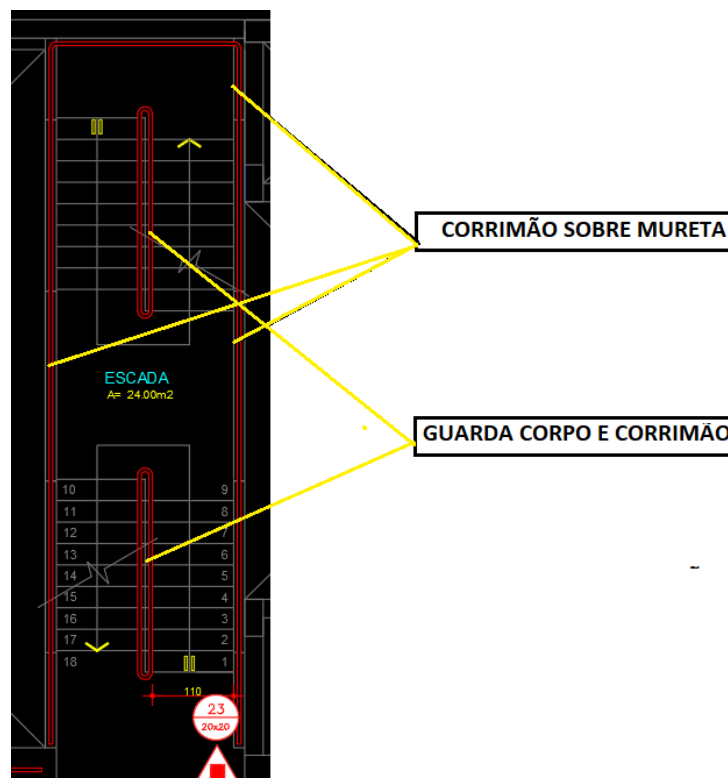 CORRIMÃO SOBRE MURETA
ESCADA
A= 24.00m2
GUARDA CORPO E CORRIMÃO
10 9
11 8
12 7
13 6
14 5
15 4
16 3
17 2
18 1
110
23
20x20